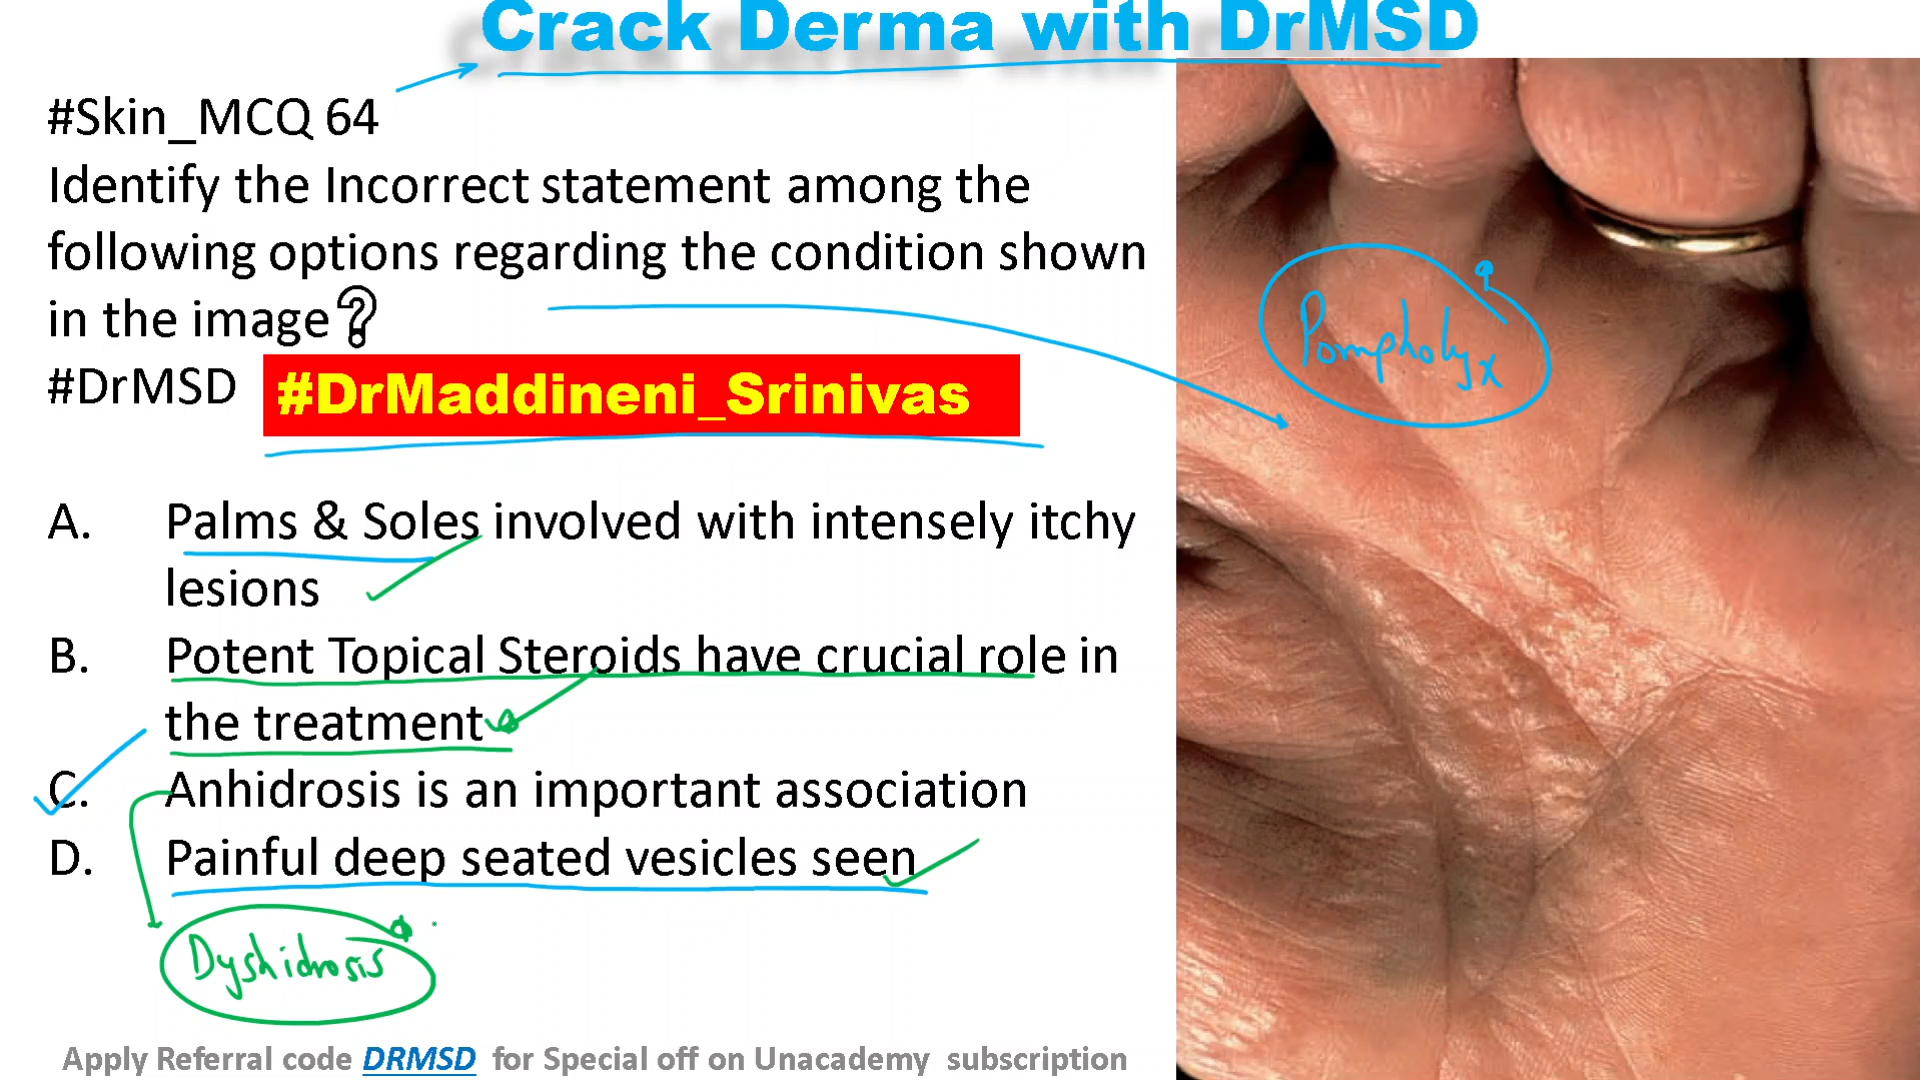 Crack Derma with DrMSD
#Skin_MCQ 64
Identify the Incorrect statement among the
following options regarding the condition shown
in the image?
#DrMSD #DrMaddineni_Srinivas
Pompholyx
A. Palms & Soles involved with intensely itchy
lesions
B. Potent Topical Steroids have crucial role in
the treatment
C. Anhidrosis is an important association
D. Painful deep seated vesicles seen
Dyshidrosis
Apply Referral code DRMSD for Special off on Unacademy subscription